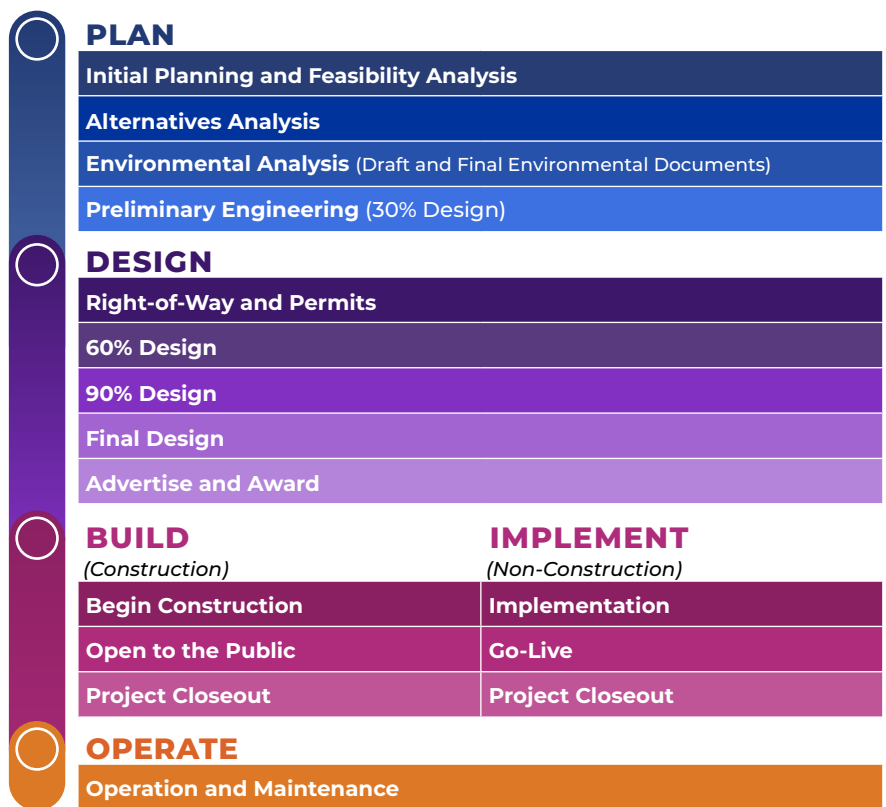 PLAN
Initial Planning and Feasibility Analysis
Alternatives Analysis
Environmental Analysis (Draft and Final Environmental Documents)
Preliminary Engineering (30% Design)
DESIGN
Right-of-Way and Permits
60% Design
90% Design
Final Design
Advertise and Award
BUILD
(Construction)
Begin Construction
Open to the Public
Project Closeout
IMPLEMENT
(Non-Construction)
Implementation
Go-Live
Project Closeout
OPERATE
Operation and Maintenance